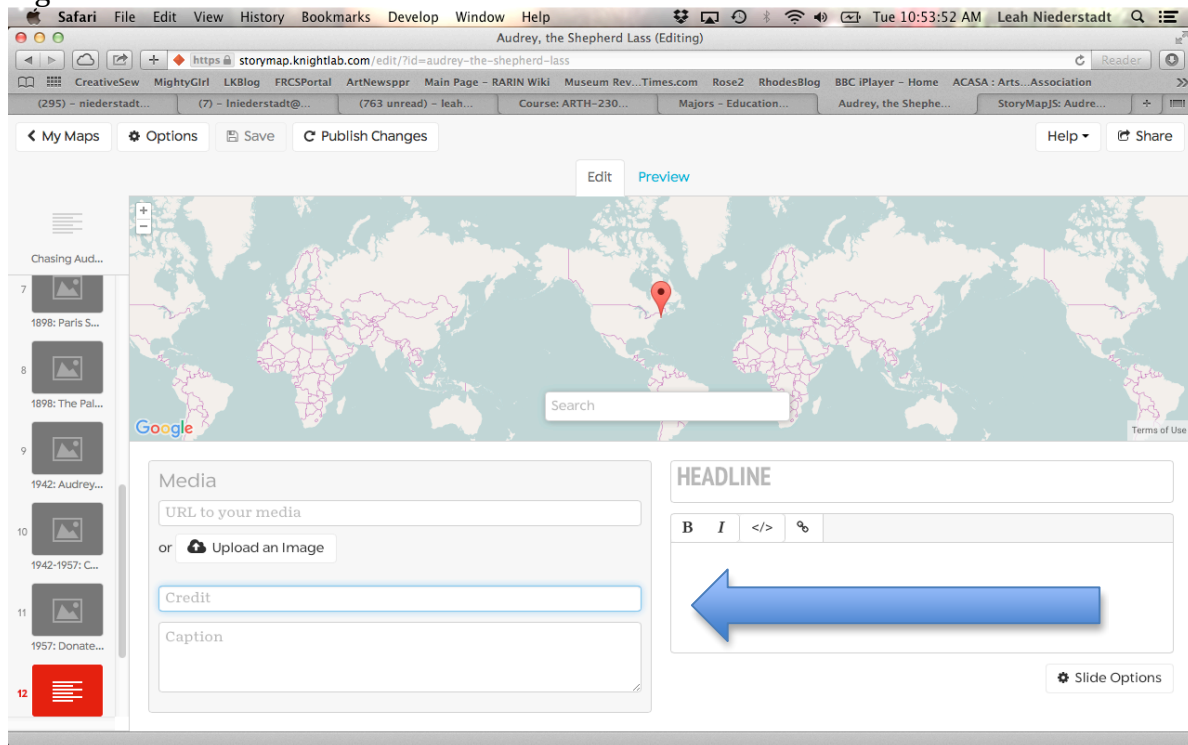 Safari File Edit View History Bookmarks Develop Window Help Tue 10:53:52 AM Leah Niederstadt
Audrey, the Shepherd Lass (Editing)
https storymap.knightlab.com/edit/?id=audrey-the-shepherd-lass Reader
CreativeSew MightyGirl LKBlog FRCSPortal ArtNewsppr Main Page – RARIN Wiki Museum Rev...Times.com Rose2 RhodesBlog BBC iPlayer – Home ACASA : Arts...Association
(295) – niederstadt... (7) – lniederstadt@... (763 unread) – leah... Course: ARTH–230... Majors – Education... Audrey, the Shephe... StoryMapJS: Audre...
My Maps Options Save Publish Changes Help Share
Edit Preview
+
−
Chasing Aud...
7
1898: Paris S...
8
1898: The Pal...
9
1942: Audrey...
10
1942-1957: C...
11
1957: Donate...
12
Search
Google
Terms of Use
Media
URL to your media
or Upload an Image
Credit
Caption
HEADLINE
B I </>
Slide Options